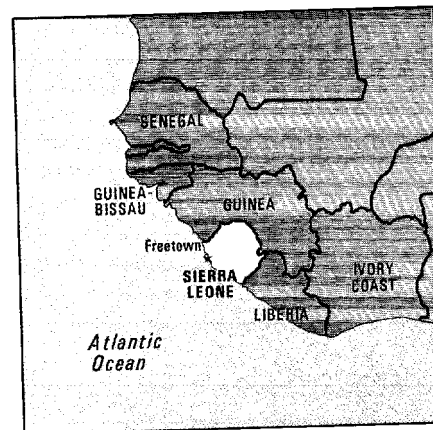 SENEGAL
GUINEA-
BISSAU
GUINEA
Freetown
SIERRA
LEONE
IVORY
COAST
LIBERIA
Atlantic
Ocean